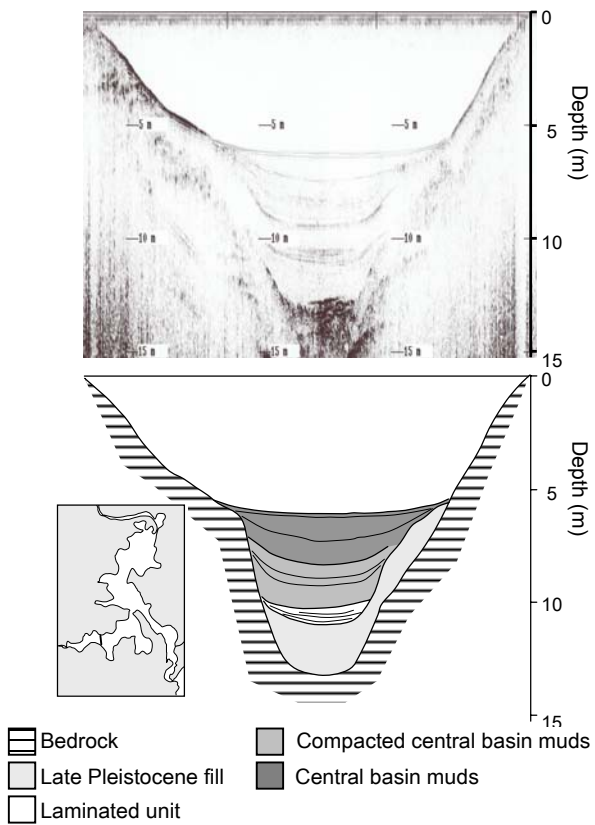 0
5
10
15
Depth (m)
5 m
5 m
5 m
10 m
10 m
10 m
15 m
15 m
0
5
10
15
Depth (m)
Bedrock
Late Pleistocene fill
Laminated unit
Compacted central basin muds
Central basin muds